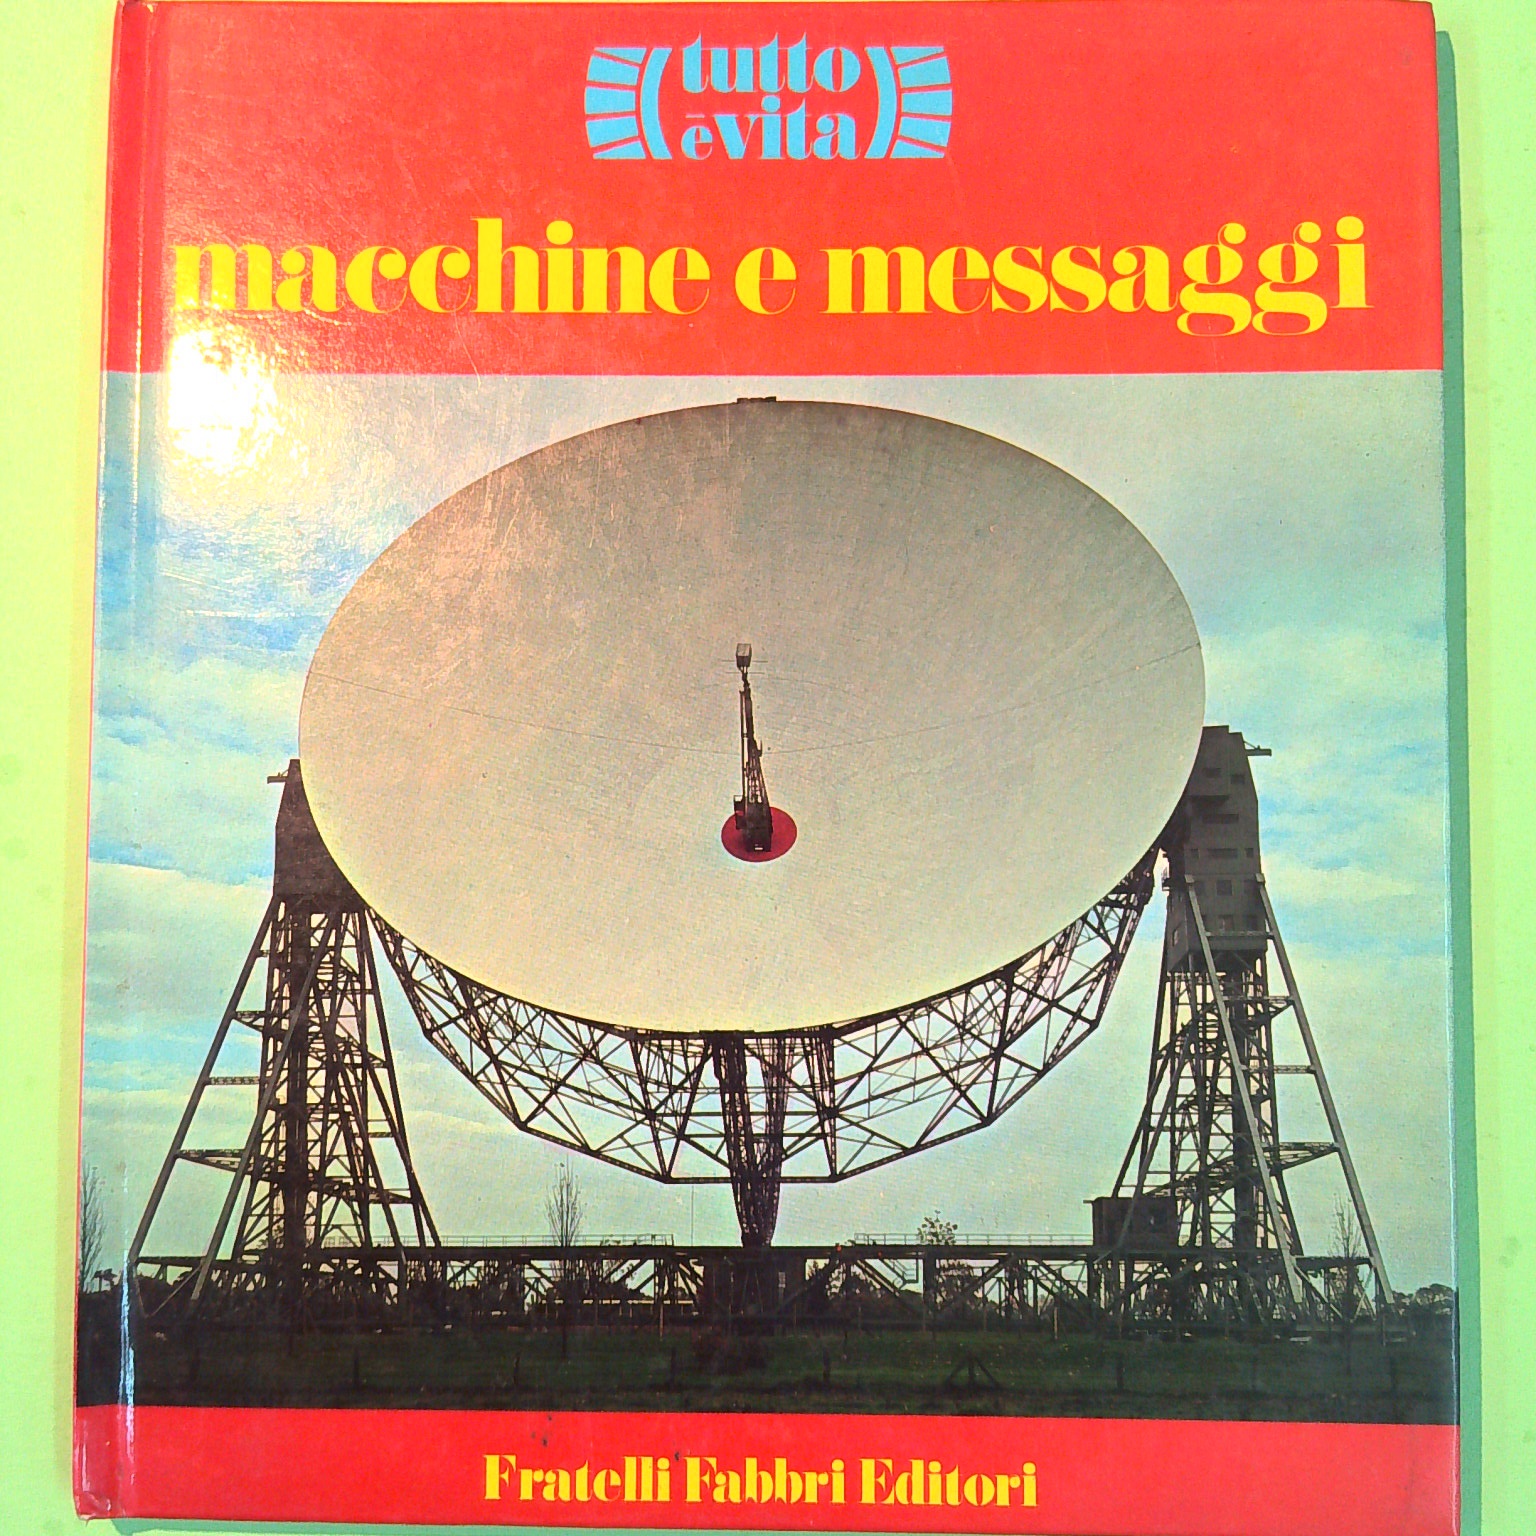 tutto
ē vita
macchine e messaggi
Fratelli Fabbri Editori